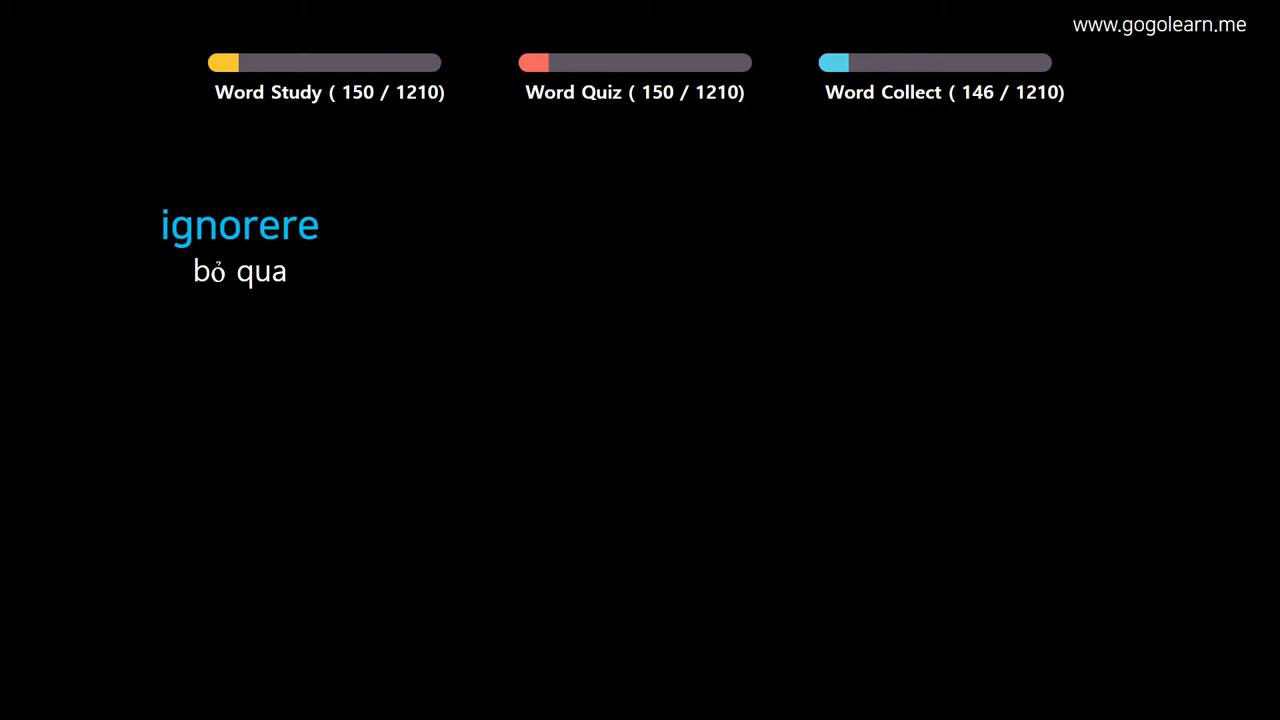 www.gogolearn.me
Word Study ( 150 / 1210)
Word Quiz ( 150 / 1210)
Word Collect ( 146 / 1210)
ignorere
bỏ qua